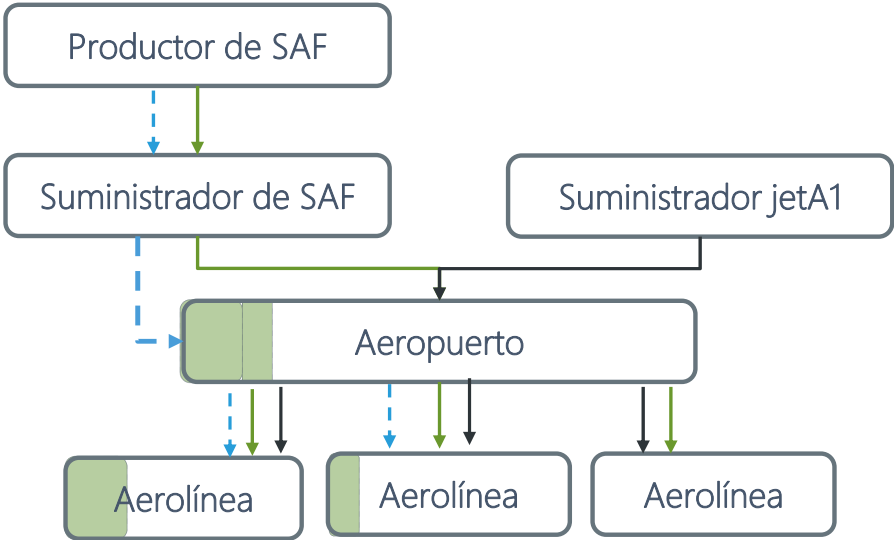 Productor de SAF
Suministrador de SAF
Suministrador jetA1
Aeropuerto
Aerolínea
Aerolínea
Aerolínea